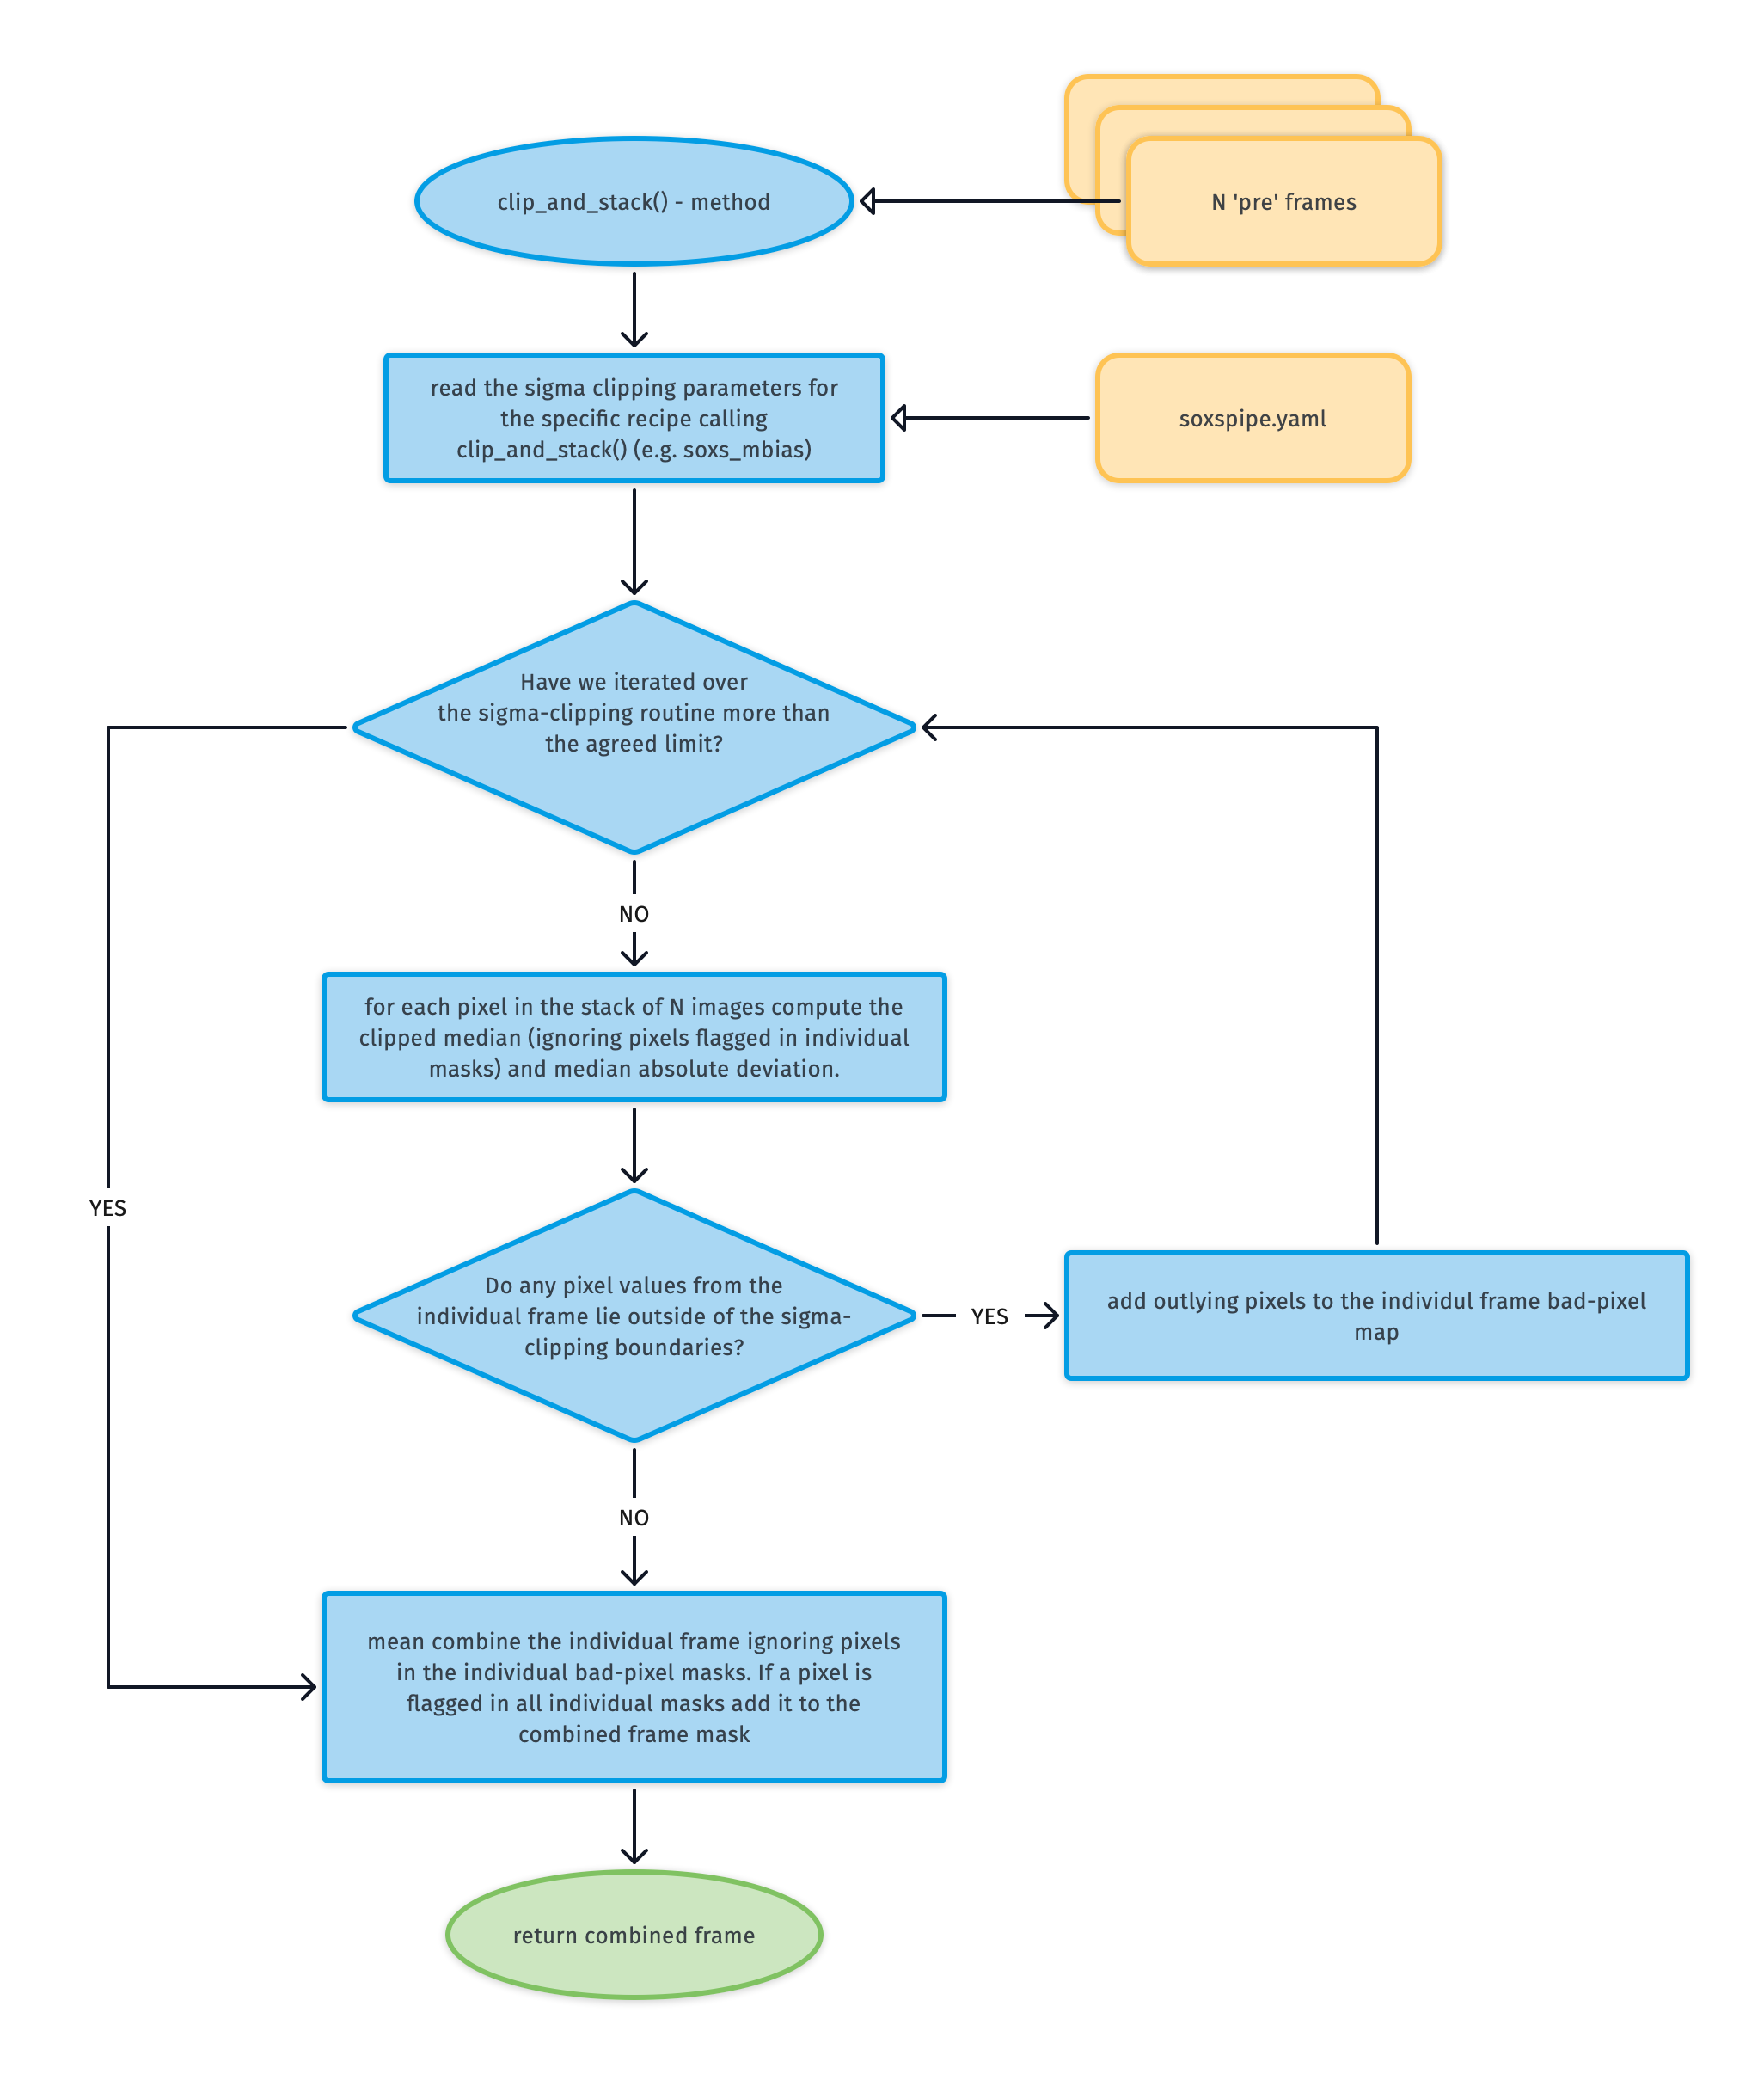 clip_and_stack() - method
N 'pre' frames
read the sigma clipping parameters for
the specific recipe calling
clip_and_stack() (e.g. soxs_mbias)
soxspipe.yaml
Have we iterated over
the sigma-clipping routine more than
the agreed limit?
NO
for each pixel in the stack of N images compute the
clipped median (ignoring pixels flagged in individual
masks) and median absolute deviation.
YES
Do any pixel values from the
individual frame lie outside of the sigma-
clipping boundaries?
YES
add outlying pixels to the individul frame bad-pixel
map
NO
mean combine the individual frame ignoring pixels
in the individual bad-pixel masks. If a pixel is
flagged in all individual masks add it to the
combined frame mask
return combined frame